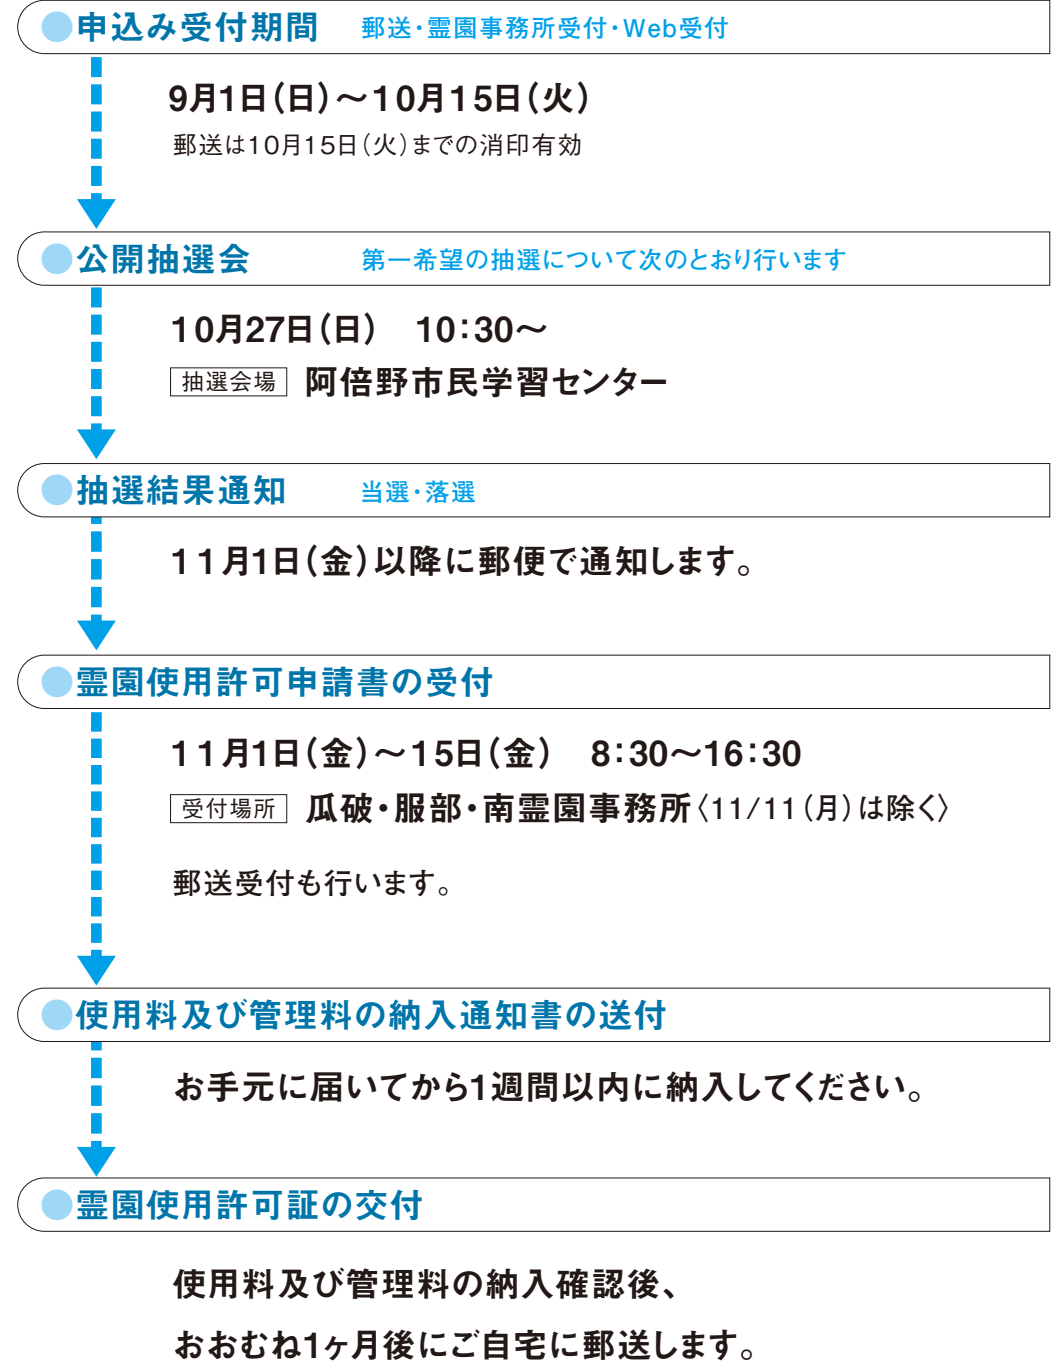 ●申込み受付期間　郵送・霊園事務所受付・Web受付
9月1日(日)～10月15日(火)
郵送は10月15日(火)までの消印有効
●公開抽選会　第一希望の抽選について次のとおり行います
10月27日(日)　10:30～
抽選会場　阿倍野市民学習センター
●抽選結果通知　当選・落選
11月1日(金)以降に郵便で通知します。
●霊園使用許可申請書の受付
11月1日(金)～15日(金)　8:30～16:30
受付場所　瓜破・服部・南霊園事務所〈11/11(月)は除く〉
郵送受付も行います。
●使用料及び管理料の納入通知書の送付
お手元に届いてから1週間以内に納入してください。
●霊園使用許可証の交付
使用料及び管理料の納入確認後、
おおむね1ヶ月後にご自宅に郵送します。